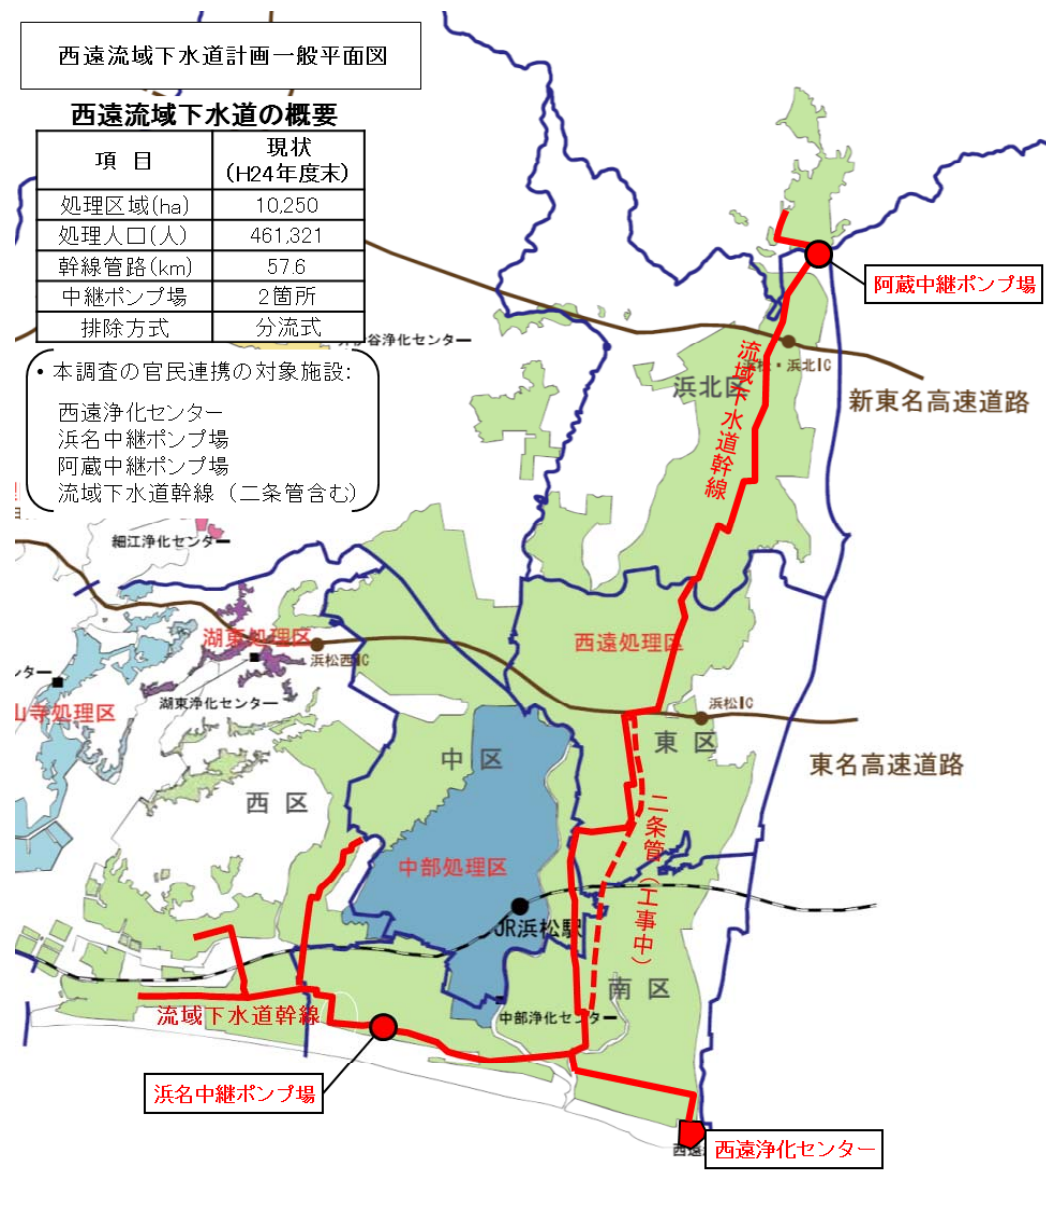 西遠流域下水道計画一般平面図
西遠流域下水道の概要
項 目 現状
(H24年度末)
処理区域(ha) 10,250
処理人口(人) 461,321
幹線管路(km) 57.6
中継ポンプ場 2箇所
排除方式 分流式
・本調査の官民連携の対象施設:
西遠浄化センター
浜名中継ポンプ場
阿蔵中継ポンプ場
流域下水道幹線（二条管含む）
谷浄化センター
阿蔵中継ポンプ場
浜松・浜北IC
浜北区
新東名高速道路
流域下水道幹線
細江浄化センター
湖東処理区
浜松西IC
湖東浄化センター
ンター
山寺処理区
西遠処理区
浜松IC
東 区
東名高速道路
中 区
西 区
中部処理区
二条管（工事中）
JR浜松駅
南 区
中部浄化センター
流域下水道幹線
浜名中継ポンプ場
西遠浄化センター
西遠